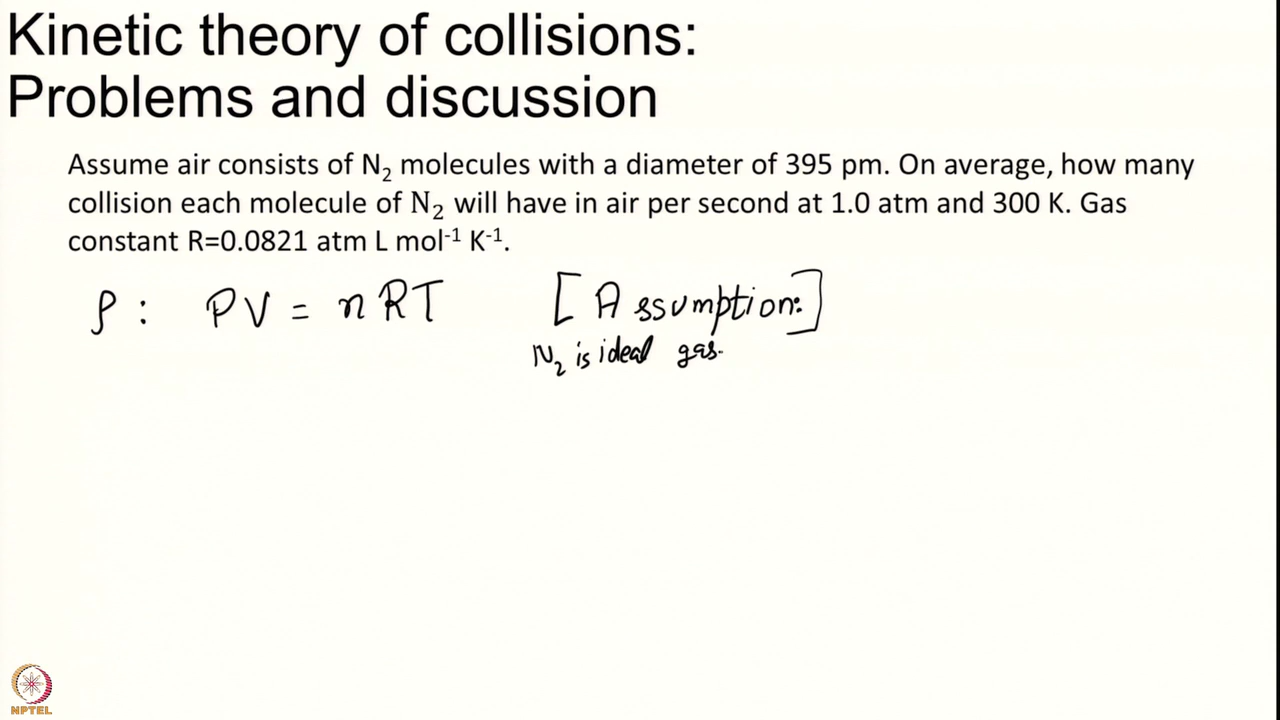 Kinetic theory of collisions:
Problems and discussion
Assume air consists of N₂ molecules with a diameter of 395 pm. On average, how many
collision each molecule of N₂ will have in air per second at 1.0 atm and 300 K. Gas
constant R=0.0821 atm L mol⁻¹ K⁻¹.
ρ : PV = nRT [Assumption:]
N₂ is ideal gas.
NPTEL